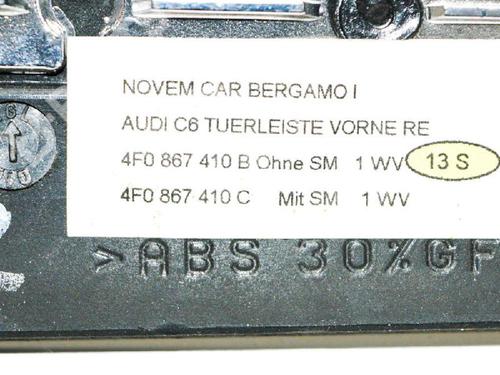 NOVEM CAR BERGAMO I
AUDI C6 TUERLEISTE VORNE RE
4F0 867 410 B Ohne SM 1 WV 13 S
4F0 867 410 C Mit SM 1 WV
>ABS 30%GF